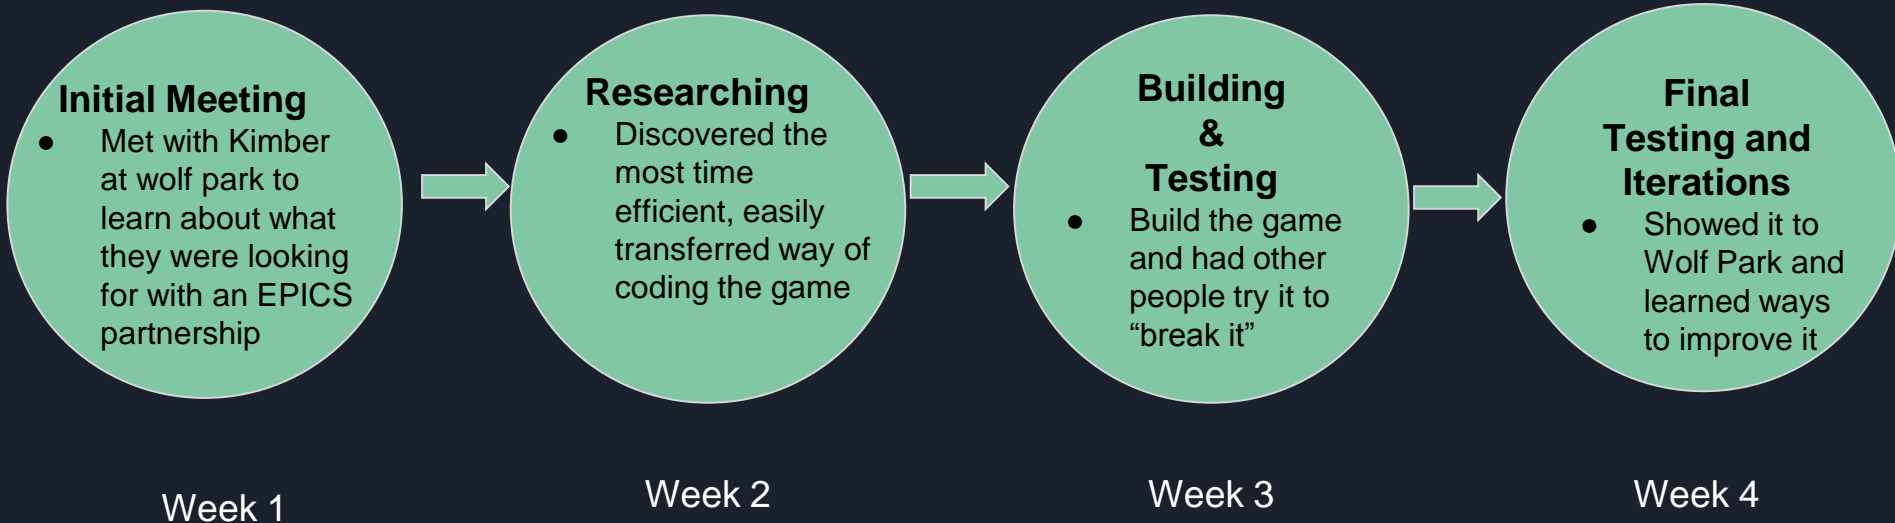 Initial Meeting
● Met with Kimber
at wolf park to
learn about what
they were looking
for with an EPICS
partnership
Researching
● Discovered the
most time
efficient, easily
transferred way of
coding the game
Building
&
Testing
● Build the game
and had other
people try it to
“break it”
Final
Testing and
Iterations
● Showed it to
Wolf Park and
learned ways
to improve it
Week 1
Week 2
Week 3
Week 4